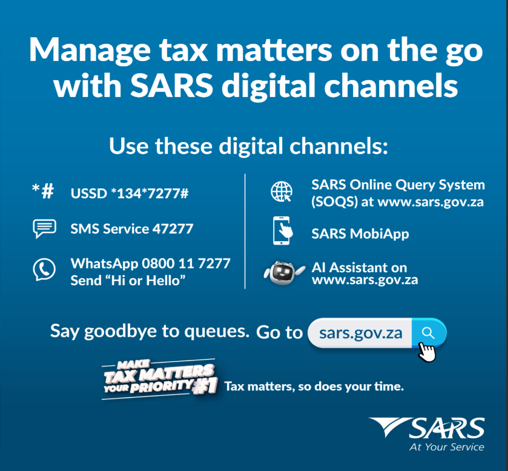 Manage tax matters on the go
with SARS digital channels
Use these digital channels:
*# USSD *134*7277#
SMS Service 47277
WhatsApp 0800 11 7277
Send “Hi or Hello”
SARS Online Query System
(SOQS) at www.sars.gov.za
SARS MobiApp
AI Assistant on
www.sars.gov.za
Say goodbye to queues. Go to sars.gov.za
MAKE
TAX MATTERS
YOUR PRIORITY #1
Tax matters, so does your time.
SARS
At Your Service